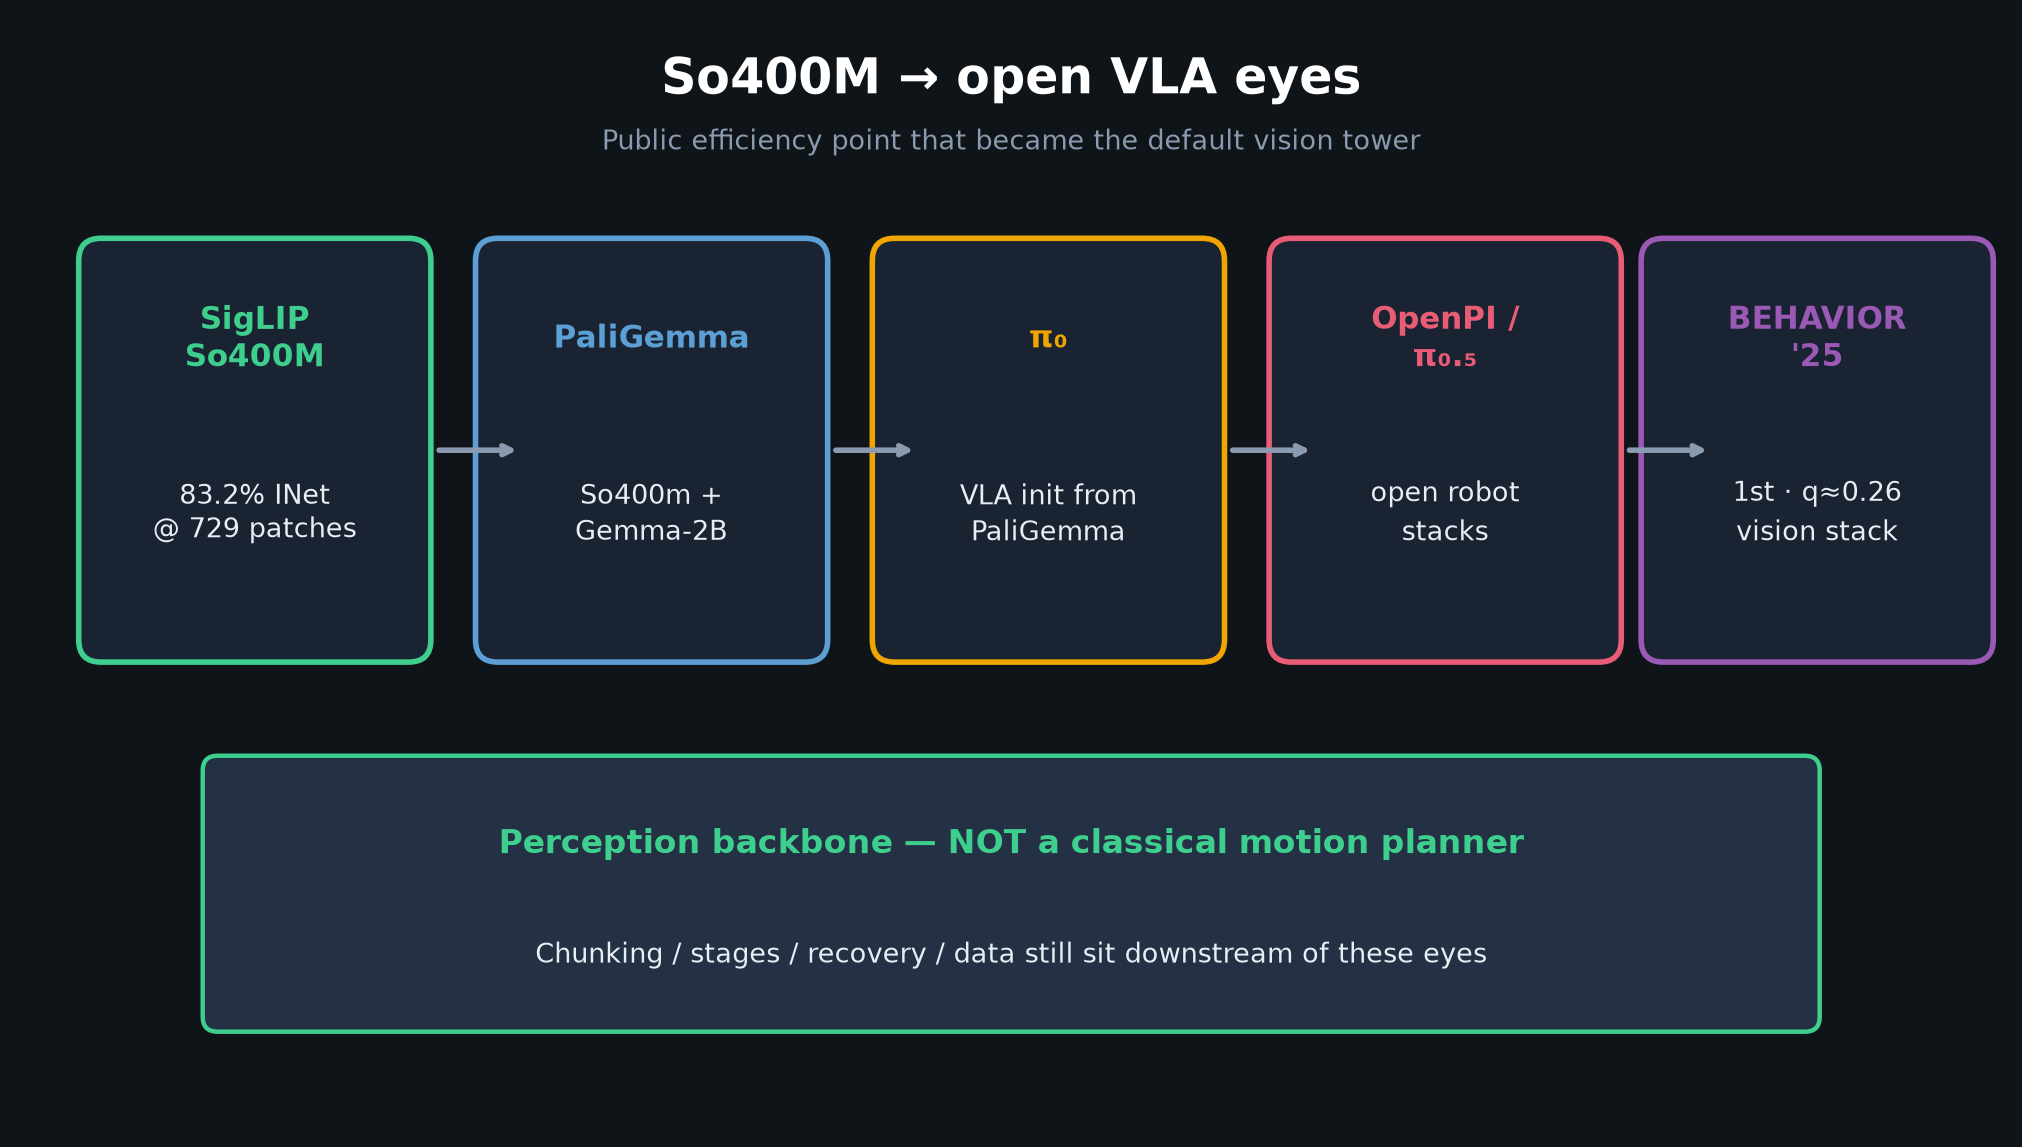 So400M → open VLA eyes
Public efficiency point that became the default vision tower
SigLIP
So400M
83.2% INet
@ 729 patches
PaliGemma
So400m +
Gemma-2B
π₀
VLA init from
PaliGemma
OpenPI /
π₀.₅
open robot
stacks
BEHAVIOR
'25
1st · q≈0.26
vision stack
Perception backbone — NOT a classical motion planner
Chunking / stages / recovery / data still sit downstream of these eyes